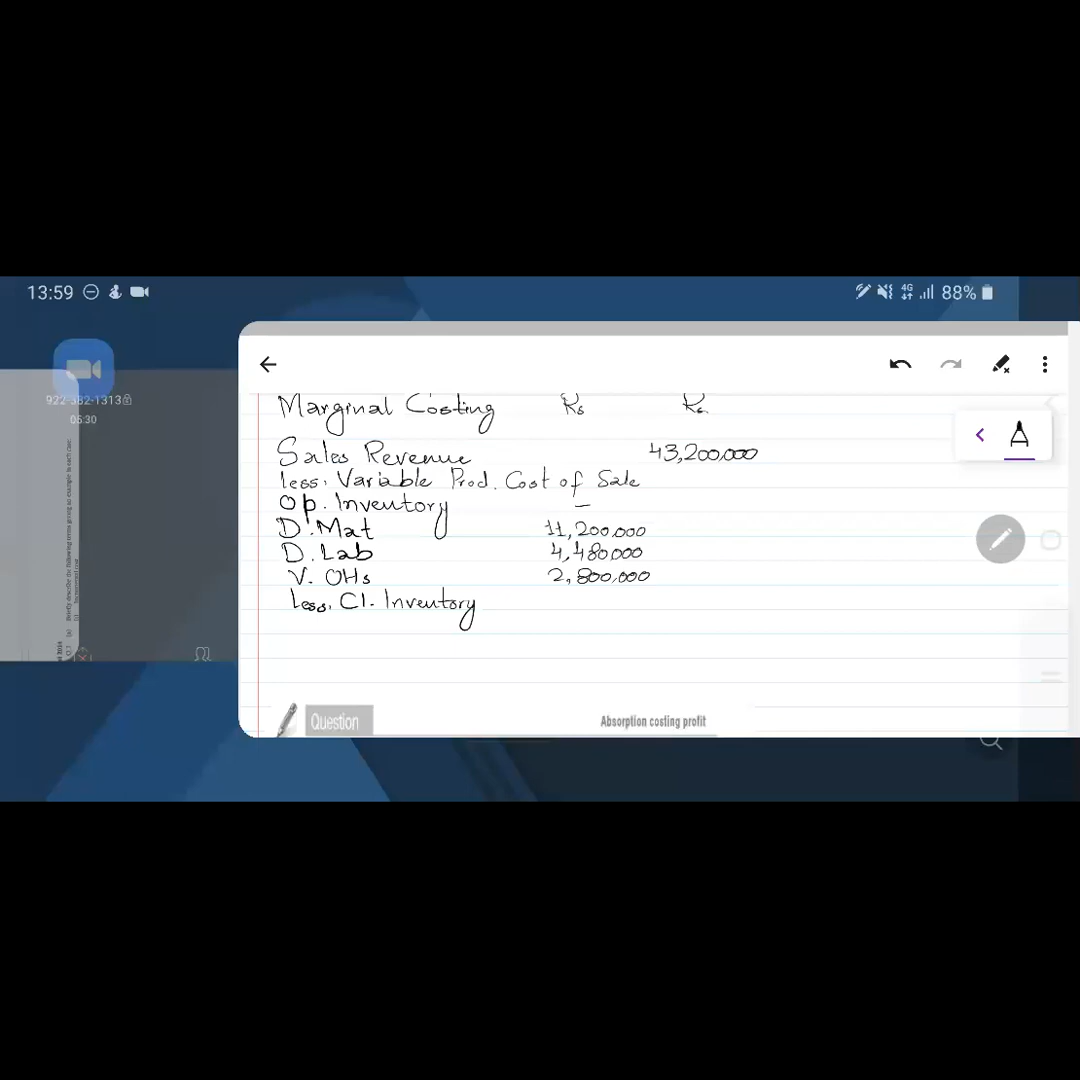 13:59
4G 88%
922-382-1313
05:30
Marginal Costing Rs Rs.
Sales Revenue 43,200,000
less. Variable Prod. Cost of Sale
Op. Inventory –
D. Mat 11,200,000
D. Lab 4,480,000
V. OHs 2,800,000
Less. Cl. Inventory
Question Absorption costing profit